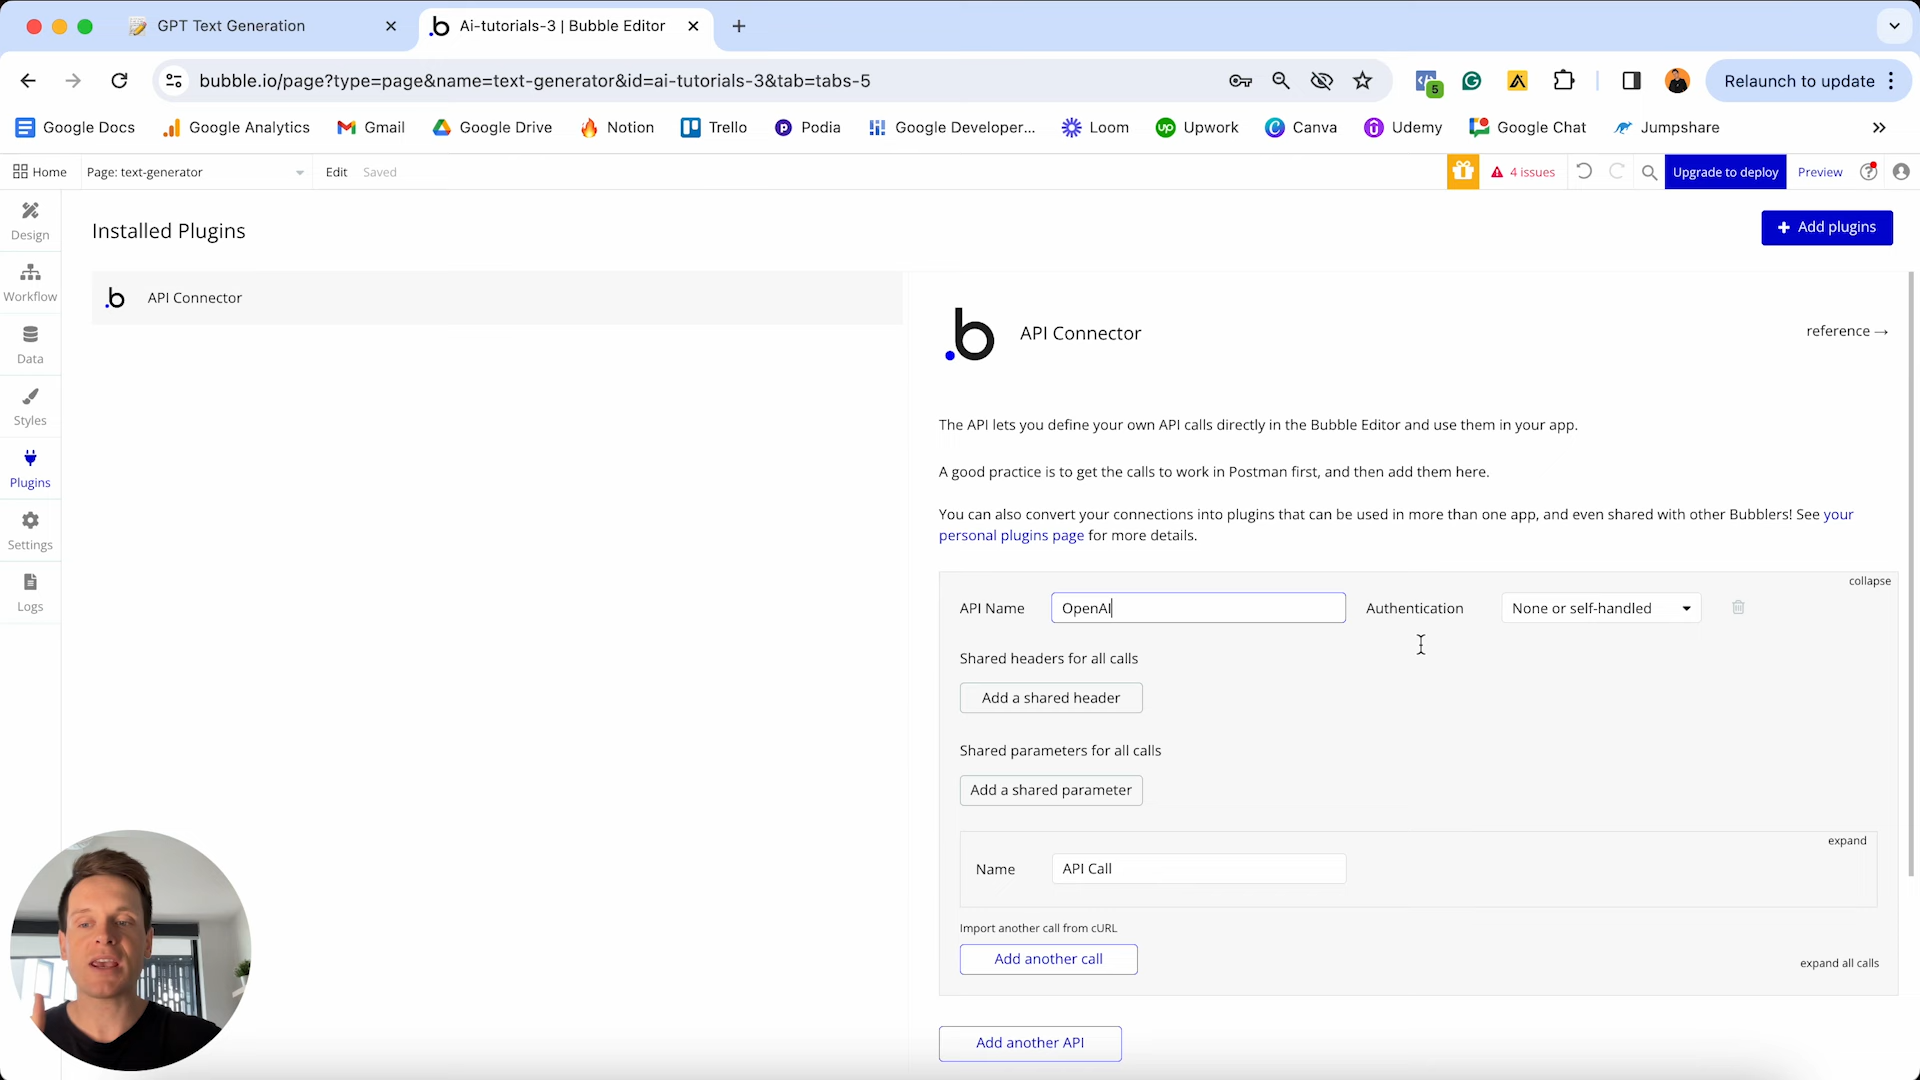 GPT Text Generation
Ai-tutorials-3 | Bubble Editor
bubble.io/page?type=page&name=text-generator&id=ai-tutorials-3&tab=tabs-5
5
Relaunch to update
Google Docs
Google Analytics
Gmail
Google Drive
Notion
Trello
Podia
Google Developer...
Loom
Upwork
Canva
Udemy
Google Chat
Jumpshare
Home
Page: text-generator
Edit
Saved
4 issues
Upgrade to deploy
Preview
Design
Workflow
Data
Styles
Plugins
Settings
Logs
Installed Plugins
+ Add plugins
API Connector
API Connector
reference →
The API lets you define your own API calls directly in the Bubble Editor and use them in your app.
A good practice is to get the calls to work in Postman first, and then add them here.
You can also convert your connections into plugins that can be used in more than one app, and even shared with other Bubblers! See your
personal plugins page for more details.
collapse
API Name
OpenAI
Authentication
None or self-handled
Shared headers for all calls
Add a shared header
Shared parameters for all calls
Add a shared parameter
expand
Name
API Call
Import another call from cURL
Add another call
expand all calls
Add another API